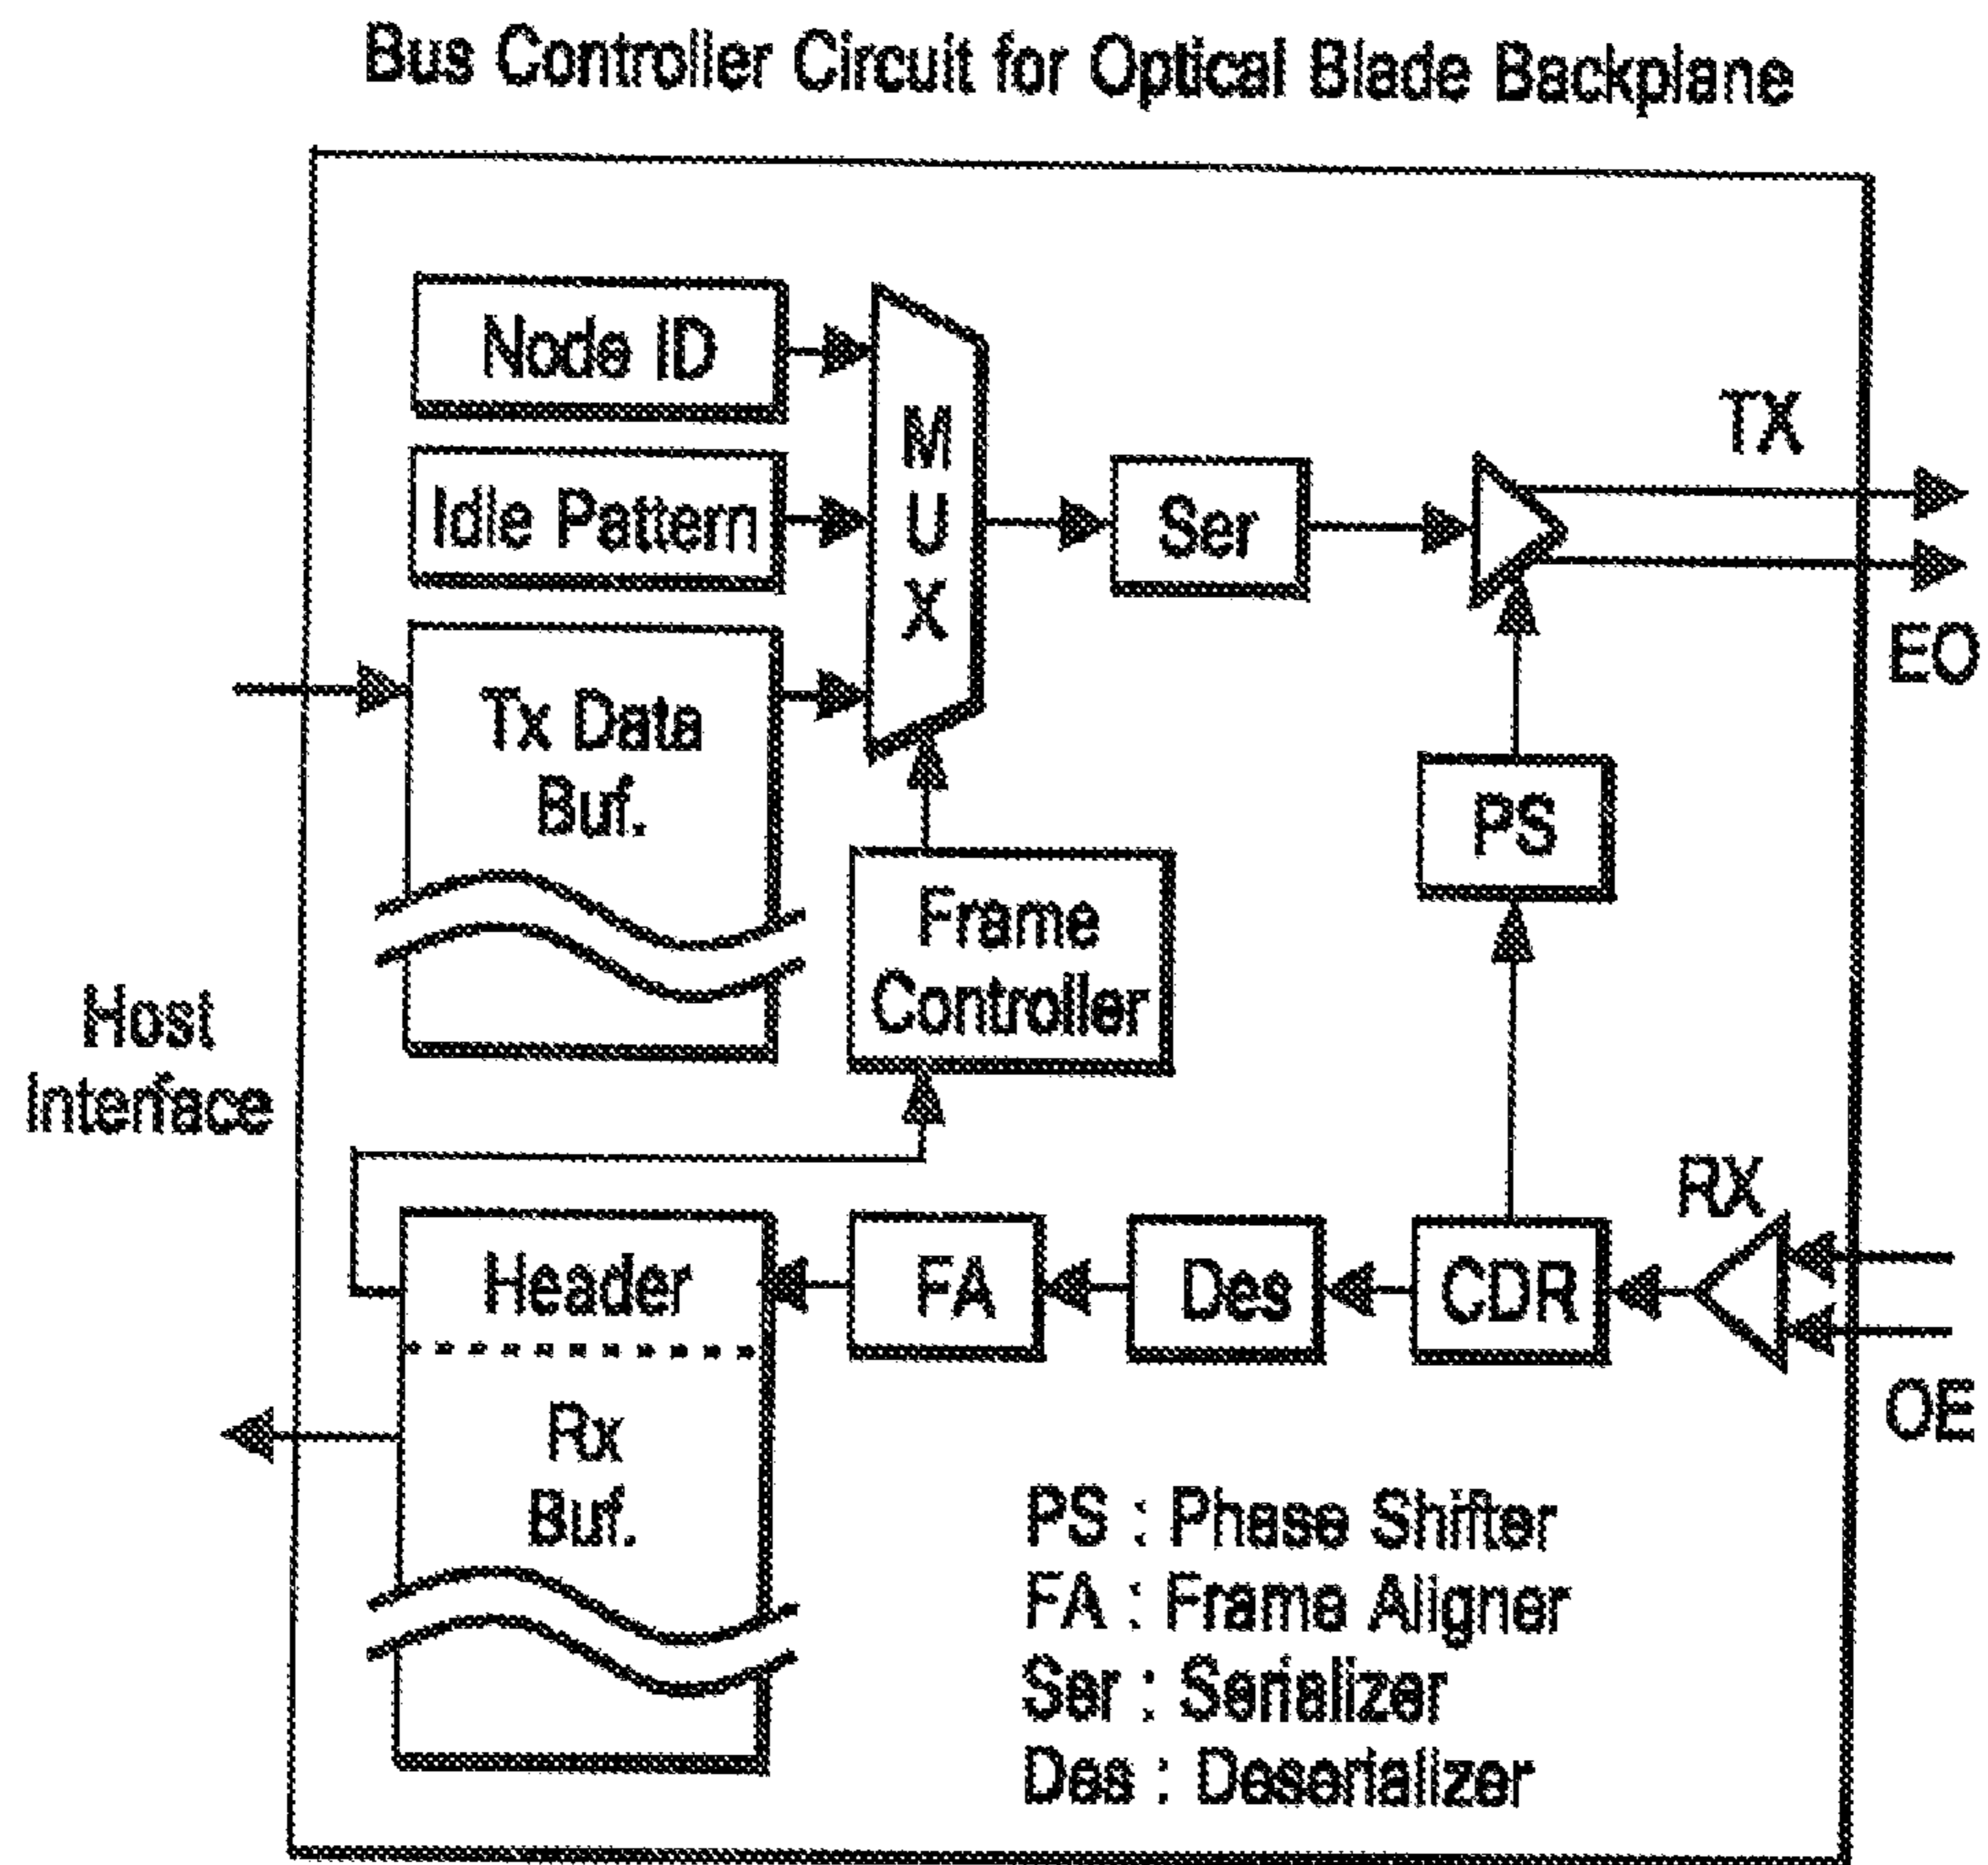 Bus Controller Circuit for Optical Blade Backplane
Node ID
Idle Pattern
Tx Data
Buf.
MUX
Ser
TX
EO
PS
Frame
Controller
Host
Interface
Header
Rx
Buf.
FA
Des
CDR
RX
OE
PS : Phase Shifter
FA : Frame Aligner
Ser : Serializer
Des : Deserializer